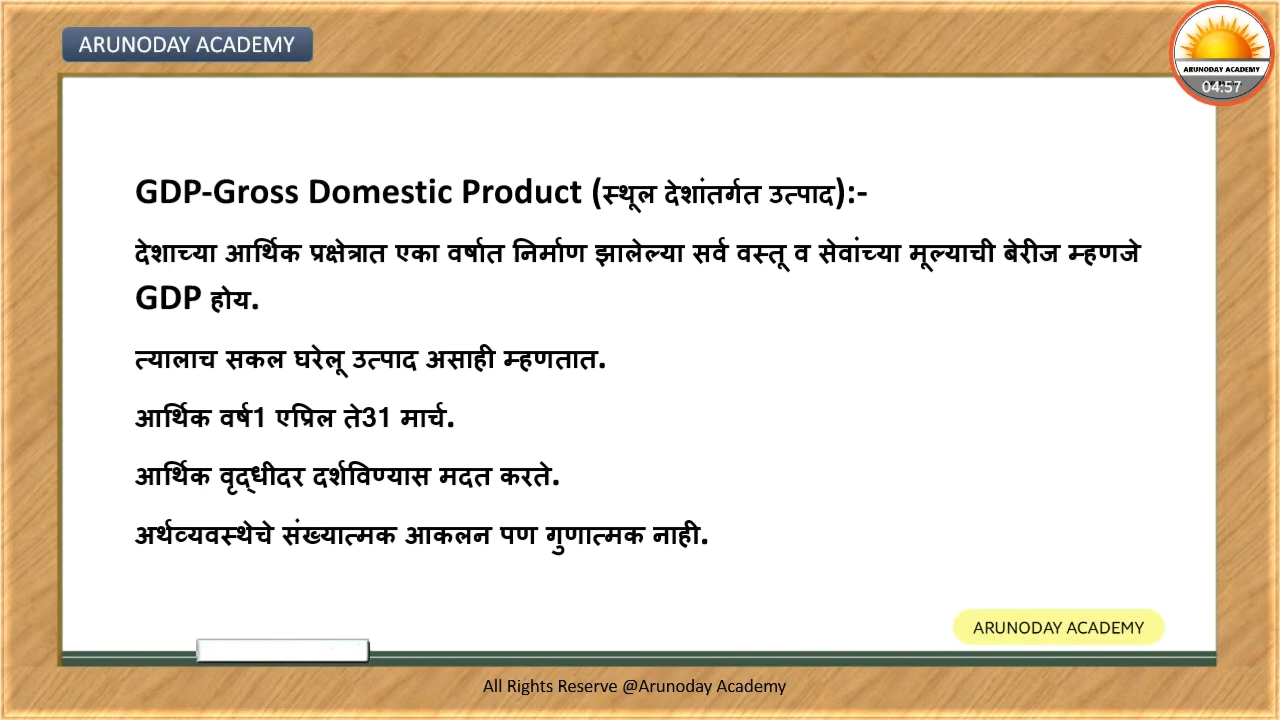 ARUNODAY ACADEMY
ARUNODAY ACADEMY
04:57
GDP-Gross Domestic Product (स्थूल देशांतर्गत उत्पाद):-
देशाच्या आर्थिक प्रक्षेत्रात एका वर्षात निर्माण झालेल्या सर्व वस्तू व सेवांच्या मूल्याची बेरीज म्हणजे
GDP होय.
त्यालाच सकल घरेलू उत्पाद असाही म्हणतात.
आर्थिक वर्ष1 एप्रिल ते31 मार्च.
आर्थिक वृद्धीदर दर्शविण्यास मदत करते.
अर्थव्यवस्थेचे संख्यात्मक आकलन पण गुणात्मक नाही.
ARUNODAY ACADEMY
All Rights Reserve @Arunoday Academy